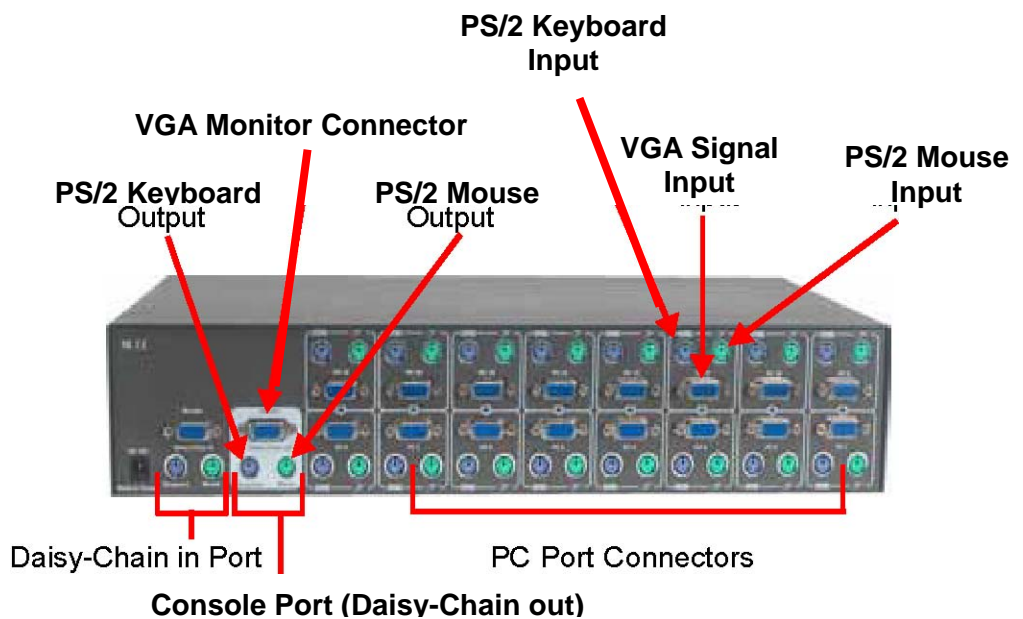 PS/2 Keyboard
Input
VGA Monitor Connector
VGA Signal
Input
PS/2 Mouse
Input
PS/2 Keyboard
Output
PS/2 Mouse
Output
Daisy-Chain in Port
PC Port Connectors
Console Port (Daisy-Chain out)